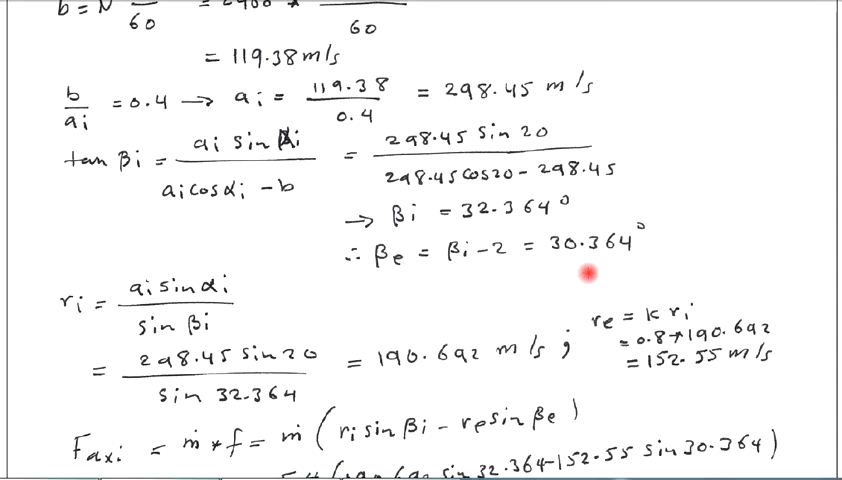 b = N
60
60
= 119.38 m/s
b/ai = 0.4 → ai = 119.38/0.4 = 298.45 m/s
tan βi = ai sin αi / ai cos αi - b = 298.45 sin 20 / 298.45 cos 20 - 298.45
→ βi = 32.364°
∴ βe = βi - 2 = 30.364°
ri = ai sin αi / sin βi
= 298.45 sin 20 / sin 32.364 = 190.692 m/s ; re = k ri
= 0.8 * 190.692
= 152.55 m/s
Faxi = ṁ * f = ṁ (ri sin βi - re sin βe)
sin 32.364 - 152.55 sin 30.364)